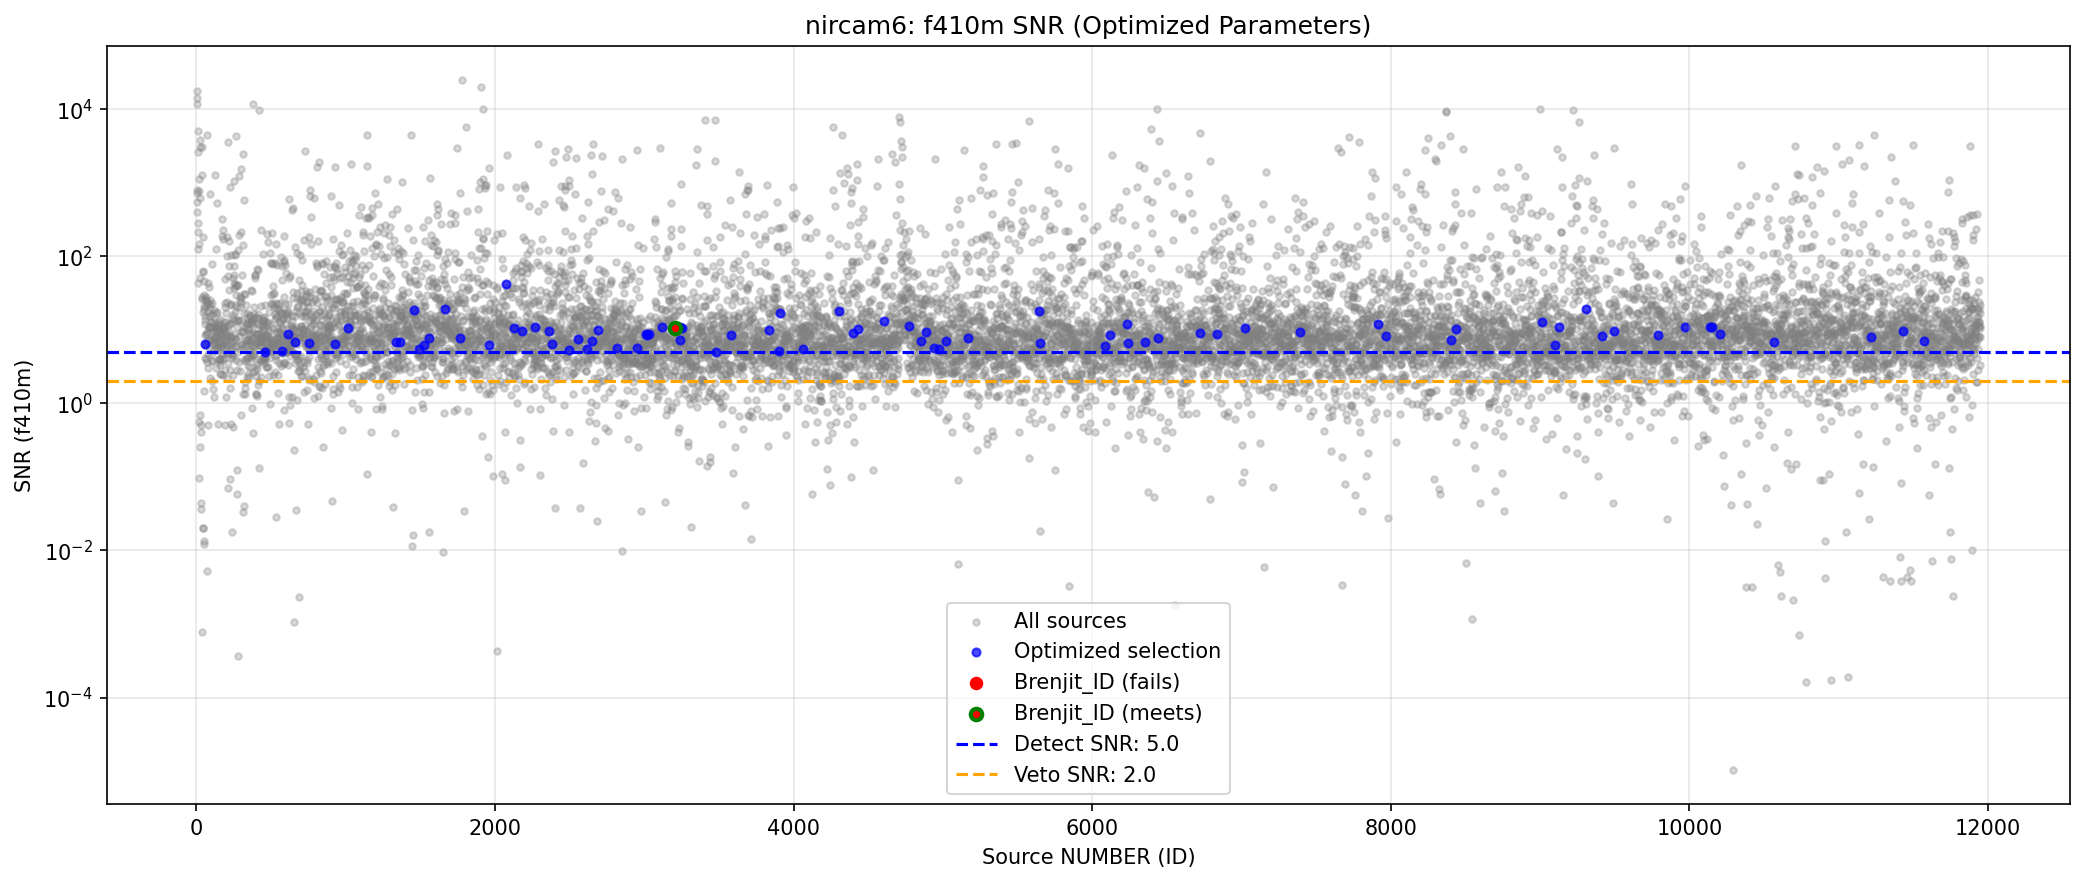 nircam6: f410m SNR (Optimized Parameters)
SNR (f410m)
10^4
10^2
10^0
10^-2
10^-4
All sources
Optimized selection
Brenjit_ID (fails)
Brenjit_ID (meets)
Detect SNR: 5.0
Veto SNR: 2.0
0 2000 4000 6000 8000 10000 12000
Source NUMBER (ID)